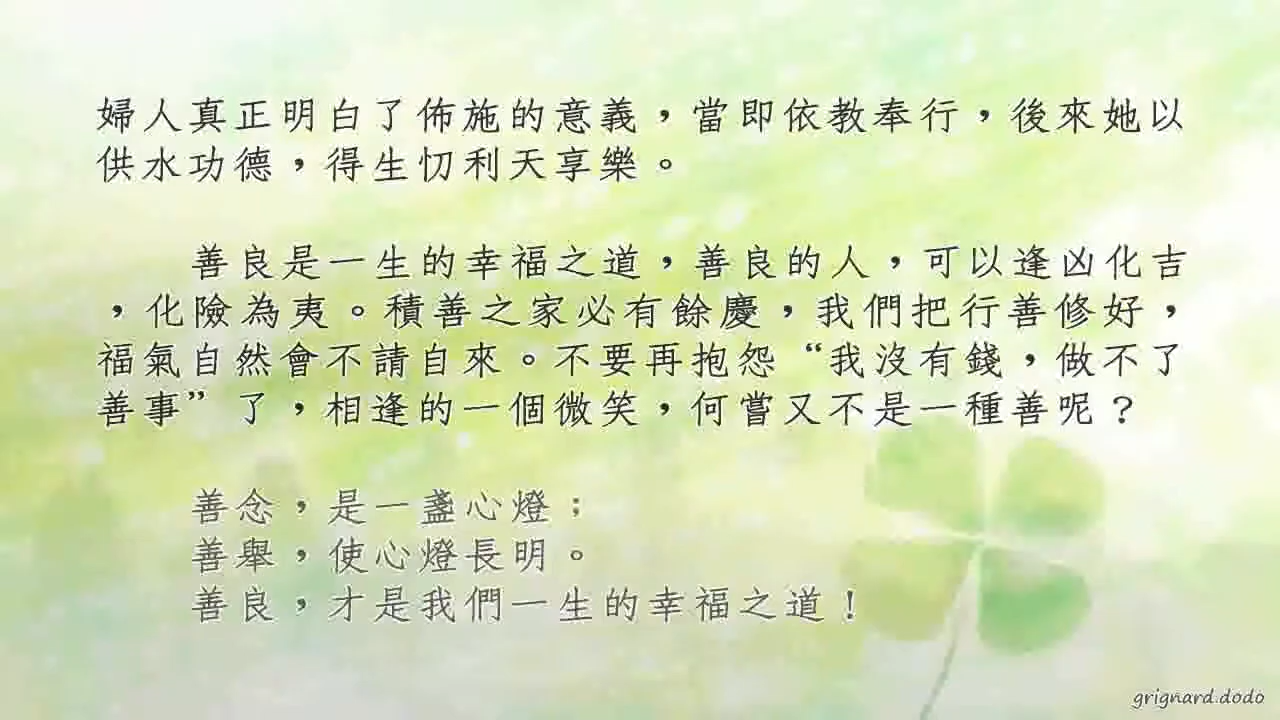 婦人真正明白了佈施的意義，當即依教奉行，後來她以
供水功德，得生忉利天享樂。
善良是一生的幸福之道，善良的人，可以逢凶化吉
，化險為夷。積善之家必有餘慶，我們把行善修好，
福氣自然會不請自來。不要再抱怨“我沒有錢，做不了
善事”了，相逢的一個微笑，何嘗又不是一種善呢？
善念，是一盞心燈；
善舉，使心燈長明。
善良，才是我們一生的幸福之道！
grignard.dodo